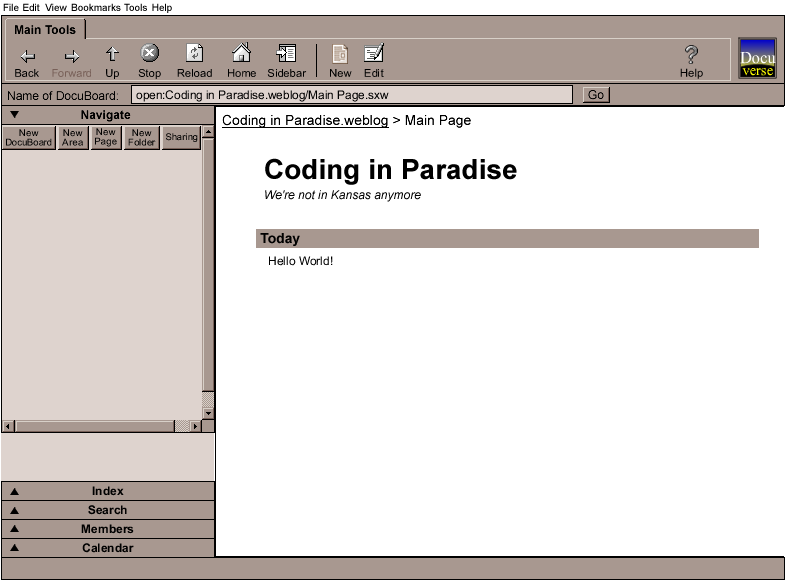 File Edit View Bookmarks Tools Help
Main Tools
Back Forward Up Stop Reload Home Sidebar New Edit Help
Docu
verse
Name of DocuBoard: open:Coding in Paradise.weblog/Main Page.sxw Go
Navigate
New DocuBoard New Area New Page New Folder Sharing
Coding in Paradise.weblog > Main Page
Coding in Paradise
We're not in Kansas anymore
Today
Hello World!
Index
Search
Members
Calendar